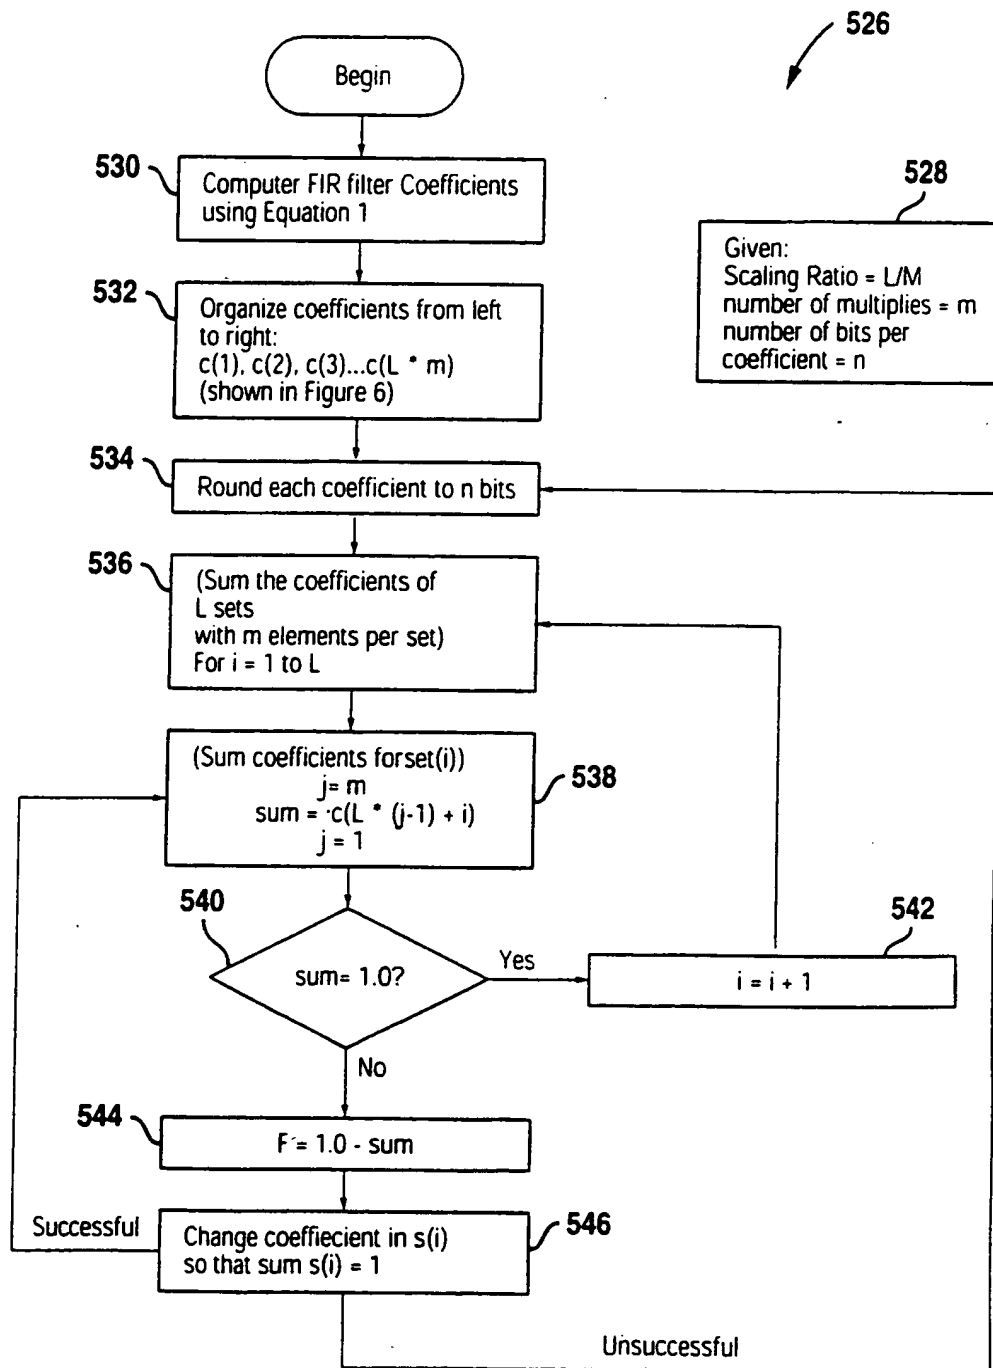 526
Begin
530
Computer FIR filter Coefficients
using Equation 1
528
Given:
Scaling Ratio = L/M
number of multiplies = m
number of bits per
coefficient = n
532
Organize coefficients from left
to right:
c(1), c(2), c(3)...c(L * m)
(shown in Figure 6)
534
Round each coefficient to n bits
536
(Sum the coefficients of
L sets
with m elements per set)
For i = 1 to L
(Sum coefficients forset(i))
j= m
sum = ·c(L * (j-1) + i)
j = 1
538
540
sum= 1.0?
Yes
542
i = i + 1
No
544
F = 1.0 - sum
Successful
Change coeffiecient in s(i)
so that sum s(i) = 1
546
Unsuccessful